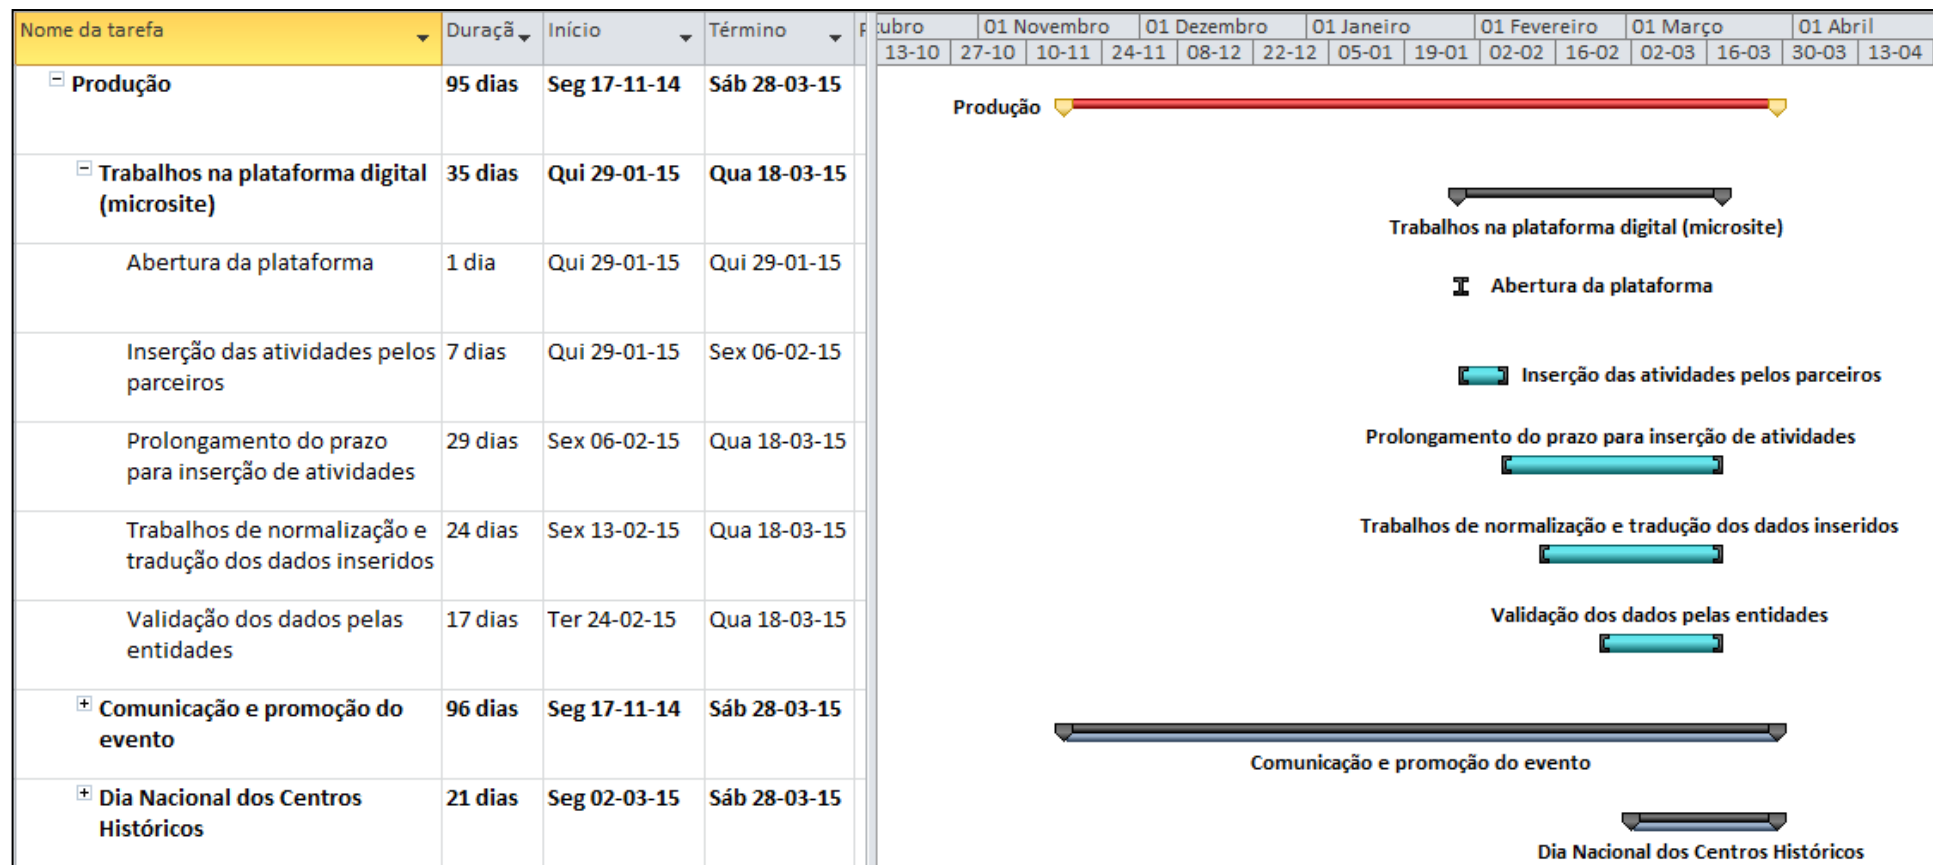 Nome da tarefa Duraçã Início Término
tubro 01 Novembro 01 Dezembro 01 Janeiro 01 Fevereiro 01 Março 01 Abril
13-10 27-10 10-11 24-11 08-12 22-12 05-01 19-01 02-02 16-02 02-03 16-03 30-03 13-04
Produção 95 dias Seg 17-11-14 Sáb 28-03-15
Produção
Trabalhos na plataforma digital 35 dias Qui 29-01-15 Qua 18-03-15
(microsite)
Trabalhos na plataforma digital (microsite)
Abertura da plataforma 1 dia Qui 29-01-15 Qui 29-01-15
Abertura da plataforma
Inserção das atividades pelos 7 dias Qui 29-01-15 Sex 06-02-15
parceiros
Inserção das atividades pelos parceiros
Prolongamento do prazo 29 dias Sex 06-02-15 Qua 18-03-15
para inserção de atividades
Prolongamento do prazo para inserção de atividades
Trabalhos de normalização e 24 dias Sex 13-02-15 Qua 18-03-15
tradução dos dados inseridos
Trabalhos de normalização e tradução dos dados inseridos
Validação dos dados pelas 17 dias Ter 24-02-15 Qua 18-03-15
entidades
Validação dos dados pelas entidades
Comunicação e promoção do 96 dias Seg 17-11-14 Sáb 28-03-15
evento
Comunicação e promoção do evento
Dia Nacional dos Centros 21 dias Seg 02-03-15 Sáb 28-03-15
Históricos
Dia Nacional dos Centros Históricos